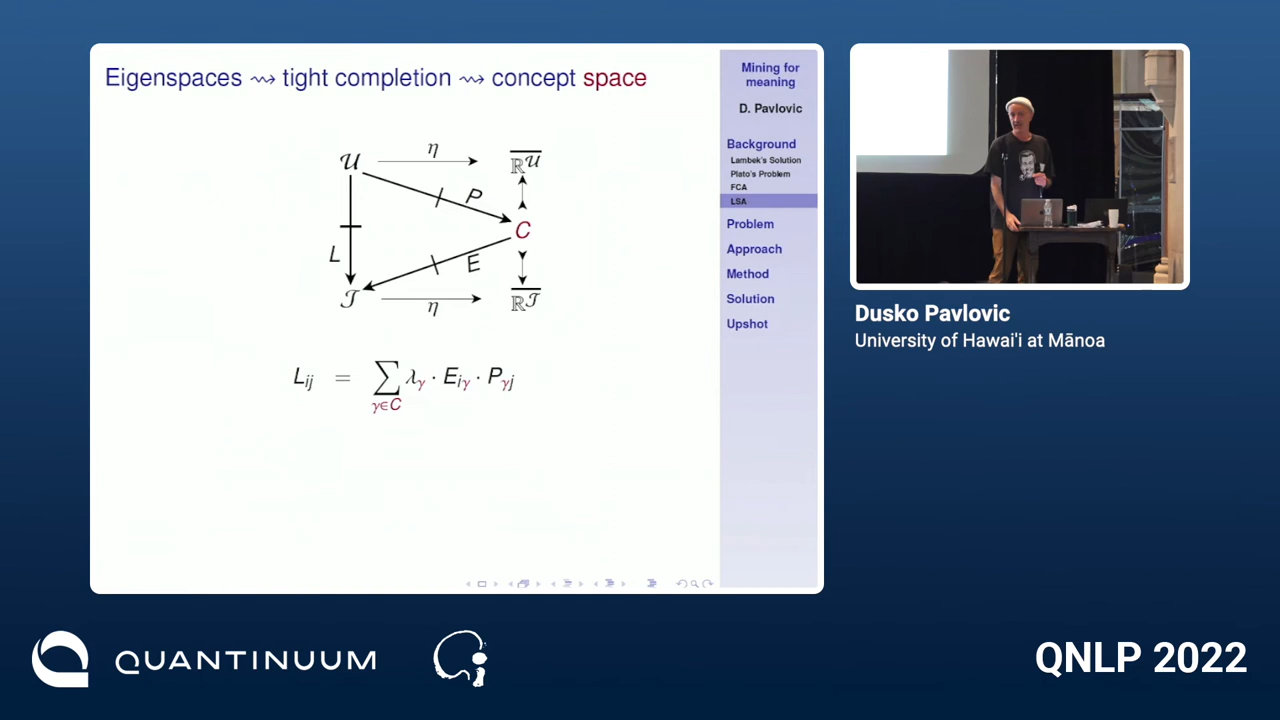 Eigenspaces ⇝ tight completion ⇝ concept space
𝒰 η ℝ^𝒰
P
C
L
E
𝒥 η ℝ^𝒥
L_ij = ∑_{γ∈C} λ_γ · E_iγ · P_γj
Mining for
meaning
D. Pavlovic
Background
Lambek's Solution
Plato's Problem
FCA
LSA
Problem
Approach
Method
Solution
Upshot
Dusko Pavlovic
University of Hawai'i at Mānoa
QUANTINUUM
QNLP 2022